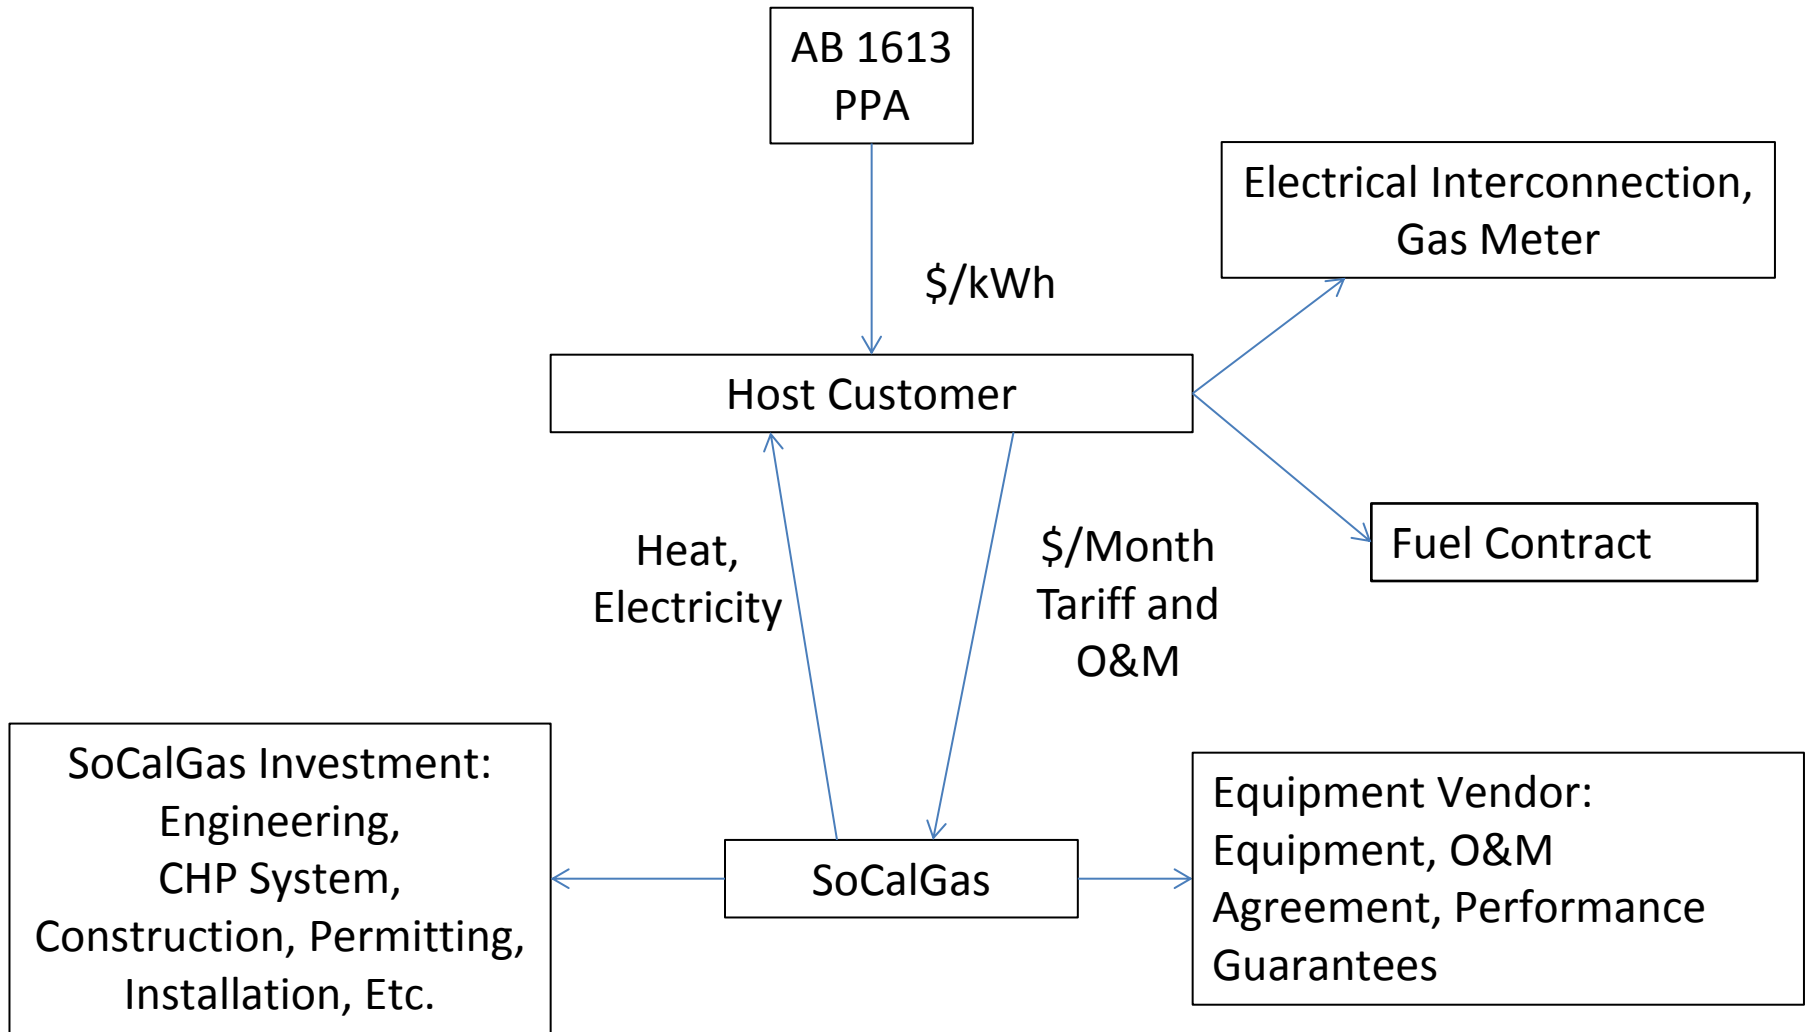 AB 1613
PPA
Electrical Interconnection,
Gas Meter
$/kWh
Host Customer
Heat,
Electricity
$/Month
Tariff and
O&M
Fuel Contract
SoCalGas Investment:
Engineering,
CHP System,
Construction, Permitting,
Installation, Etc.
SoCalGas
Equipment Vendor:
Equipment, O&M
Agreement, Performance
Guarantees